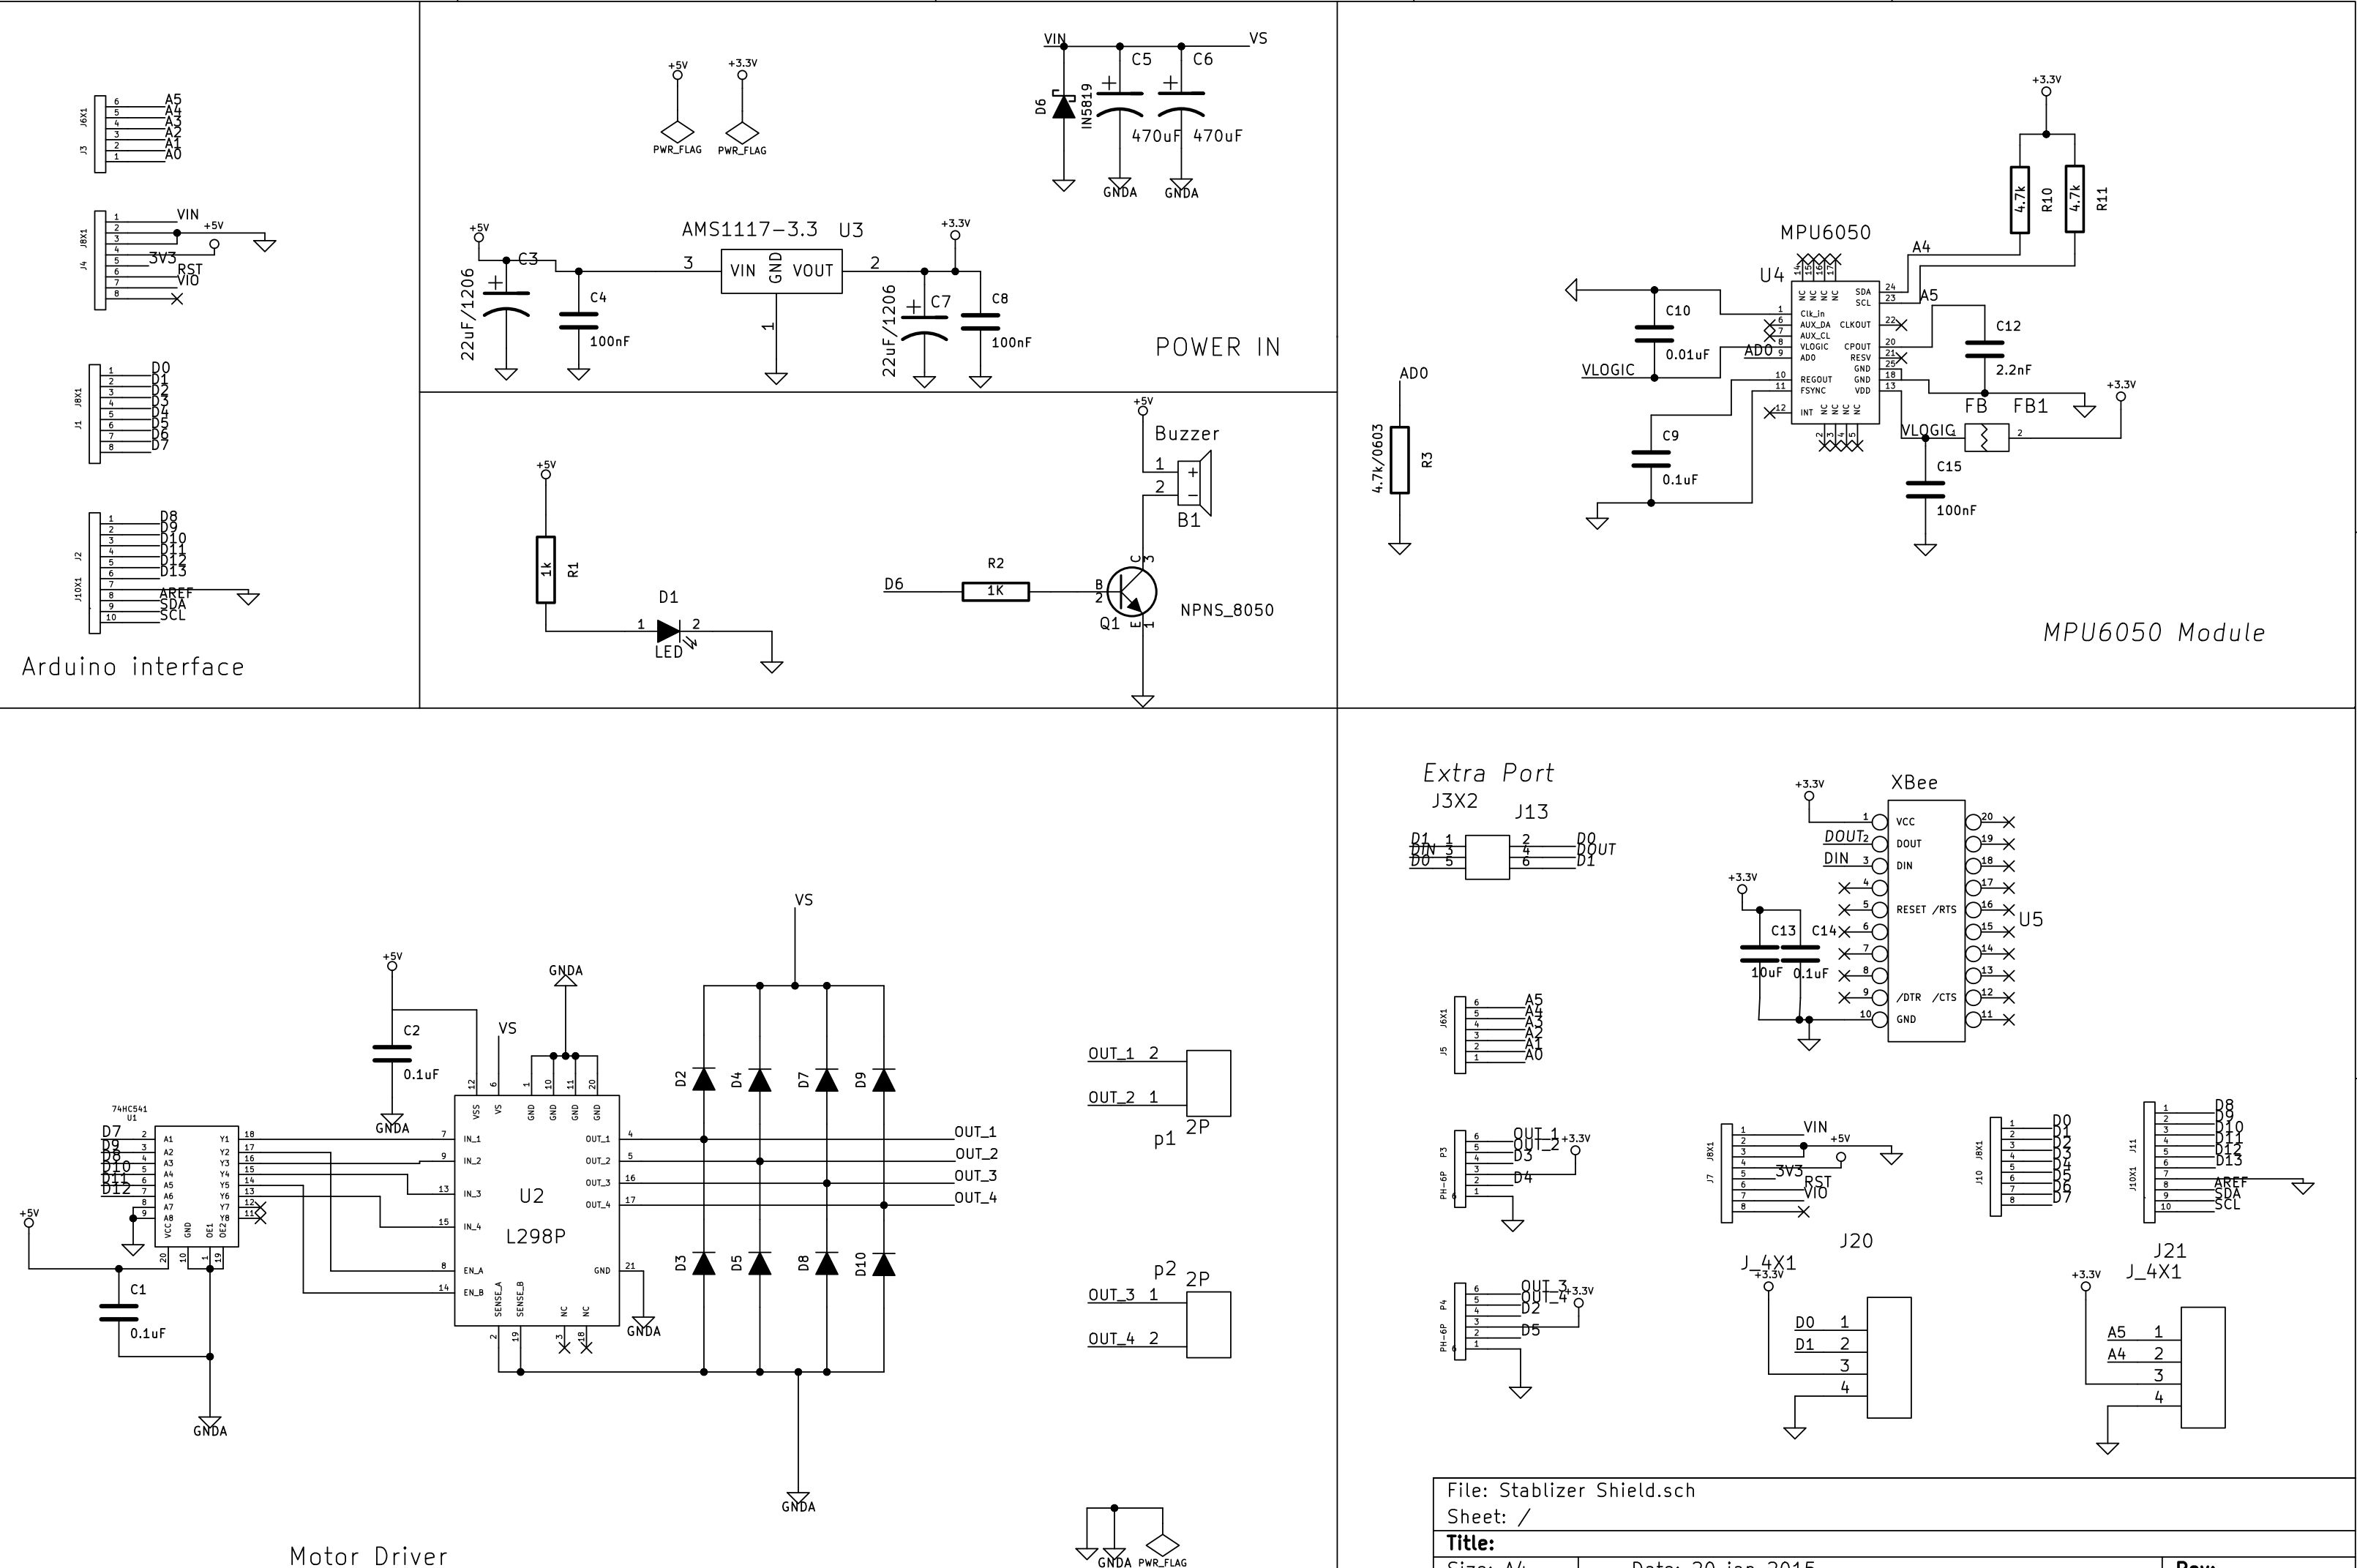 6 A5
5 A4
4 A3
3 A2
2 A1
1 A0
J6X1
J3
1 VIN
2
3 +5V
4
5 3V3
6 RST
7 VIO
8
J8X1
J4
1 D0
2 D1
3 D2
4 D3
5 D4
6 D5
7 D6
8 D7
J8X1
J1
1 D8
2 D9
3 D10
4 D11
5 D12
6 D13
7
8 AREF
9 SDA
10 SCL
J2
J10X1
Arduino interface
+5V
+3.3V
PWR_FLAG
PWR_FLAG
VIN
VS
D6
IN5819
C5
C6
470uF
470uF
GNDA
GNDA
AMS1117-3.3 U3
+5V
+3.3V
C3
22uF/1206
C4
100nF
3 VIN
GND
VOUT 2
1
C7
22uF/1206
C8
100nF
POWER IN
+5V
1k
R1
D1
1 2
LED
+5V
Buzzer
1 +
2 -
B1
D6
R2
1K
B
2
C
3
E
1
Q1
NPNS_8050
+3.3V
4.7k
R10
4.7k
R11
MPU6050
U4
A4
A5
14 15 16 17
NC NC NC NC
SDA 24
SCL 23
1 Clk_in
6 AUX_DA
7 AUX_CL
8 VLOGIC
9 AD0
10 REGOUT
11 FSYNC
12 INT
CLKOUT 22
CPOUT 20
RESV 21
GND 25
GND 18
VDD 13
NC NC NC NC
2 3 4 5
C10
0.01uF
VLOGIC
AD0
AD0
4.7k/0603
R3
C9
0.1uF
C12
2.2nF
+3.3V
FB FB1
VLOGIC
1 2
C15
100nF
MPU6050 Module
74HC541
U1
D7
D9
D8
D10
D11
D12
2 A1
3 A2
4 A3
5 A4
6 A5
7 A6
8 A7
9 A8
Y1 18
Y2 17
Y3 16
Y4 15
Y5 14
Y6 13
Y7 12
Y8 11
VCC GND OE1 OE2
20 10 1 19
+5V
C1
0.1uF
GNDA
+5V
C2
0.1uF
GNDA
VS
GNDA
12 6 1 10 11 20
VSS VS GND GND GND GND
7 IN_1
9 IN_2
13 IN_3
15 IN_4
8 EN_A
14 EN_B
OUT_1 4
OUT_2 5
OUT_3 16
OUT_4 17
GND 21
U2
L298P
SENSE_A SENSE_B NC NC
2 19 3 18
GNDA
VS
D2
D4
D7
D9
D3
D5
D8
D10
OUT_1
OUT_2
OUT_3
OUT_4
GNDA
OUT_1 2
OUT_2 1
2P
p1
p2
2P
OUT_3 1
OUT_4 2
GNDA
PWR_FLAG
Motor Driver
Extra Port
J3X2
J13
D1 1
DIN 3
D0 5
2 D0
4 DOUT
6 D1
XBee
+3.3V
DOUT
DIN
1 VCC
2 DOUT
3 DIN
4
5 RESET
6
7
8
9 /DTR
10 GND
20
19
18
17
/RTS 16
15
14
13
/CTS 12
11
U5
+3.3V
C13
C14
10uF
0.1uF
6 A5
5 A4
4 A3
3 A2
2 A1
1 A0
J6X1
J5
6 OUT_1
5 OUT_2
4 D3
3 +3.3V
2 D4
1
P3
PH-6P
6
6 OUT_3
5 OUT_4
4 D2
3 +3.3V
2 D5
1
P4
PH-6P
6
1 VIN
2
3 +5V
4
5 3V3
6 RST
7 VIO
8
J8X1
J7
1 D0
2 D1
3 D2
4 D3
5 D4
6 D5
7 D6
8 D7
J8X1
J10
1 D8
2 D9
3 D10
4 D11
5 D12
6 D13
7
8 AREF
9 SDA
10 SCL
J11
J10X1
J20
J_4X1
+3.3V
D0 1
D1 2
3
4
J21
J_4X1
+3.3V
A5 1
A4 2
3
4
File: Stablizer Shield.sch
Sheet: /
Title:
Size: A4
Date: 20 jan 2015
Rev: